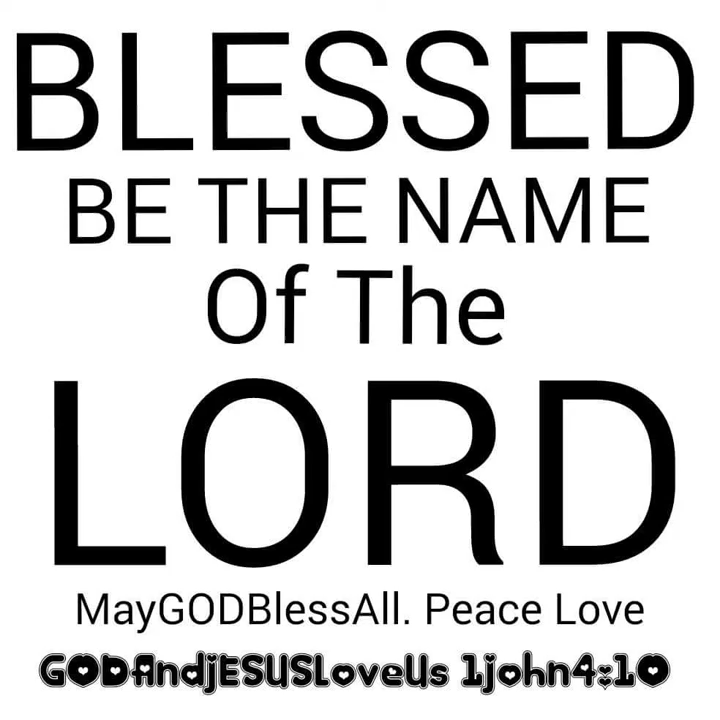 BLESSED
BE THE NAME
Of The
LORD
MayGODBlessAll. Peace Love
GODAndjESUSLoveUs 1john4:10